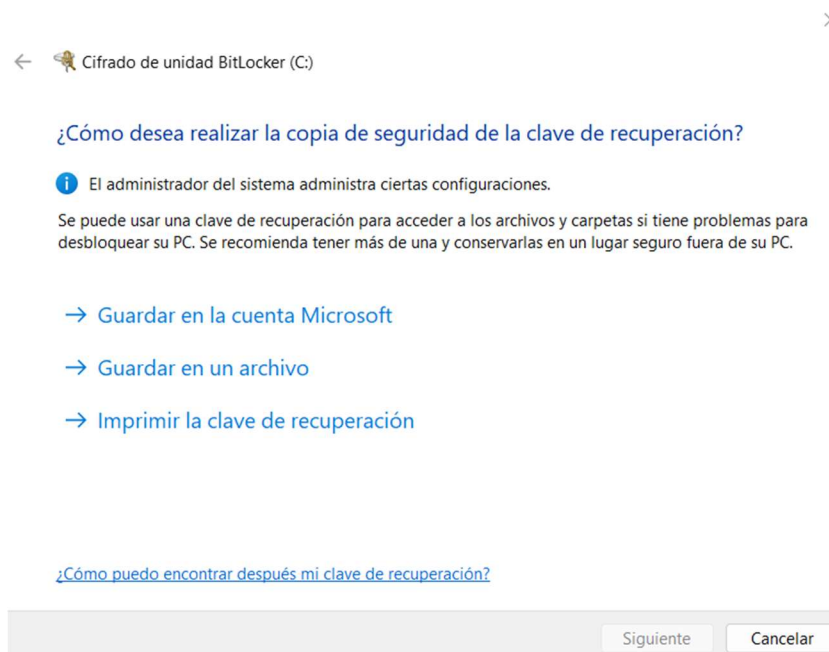 Cifrado de unidad BitLocker (C:)
¿Cómo desea realizar la copia de seguridad de la clave de recuperación?
El administrador del sistema administra ciertas configuraciones.
Se puede usar una clave de recuperación para acceder a los archivos y carpetas si tiene problemas para
desbloquear su PC. Se recomienda tener más de una y conservarlas en un lugar seguro fuera de su PC.
Guardar en la cuenta Microsoft
Guardar en un archivo
Imprimir la clave de recuperación
¿Cómo puedo encontrar después mi clave de recuperación?
Siguiente Cancelar